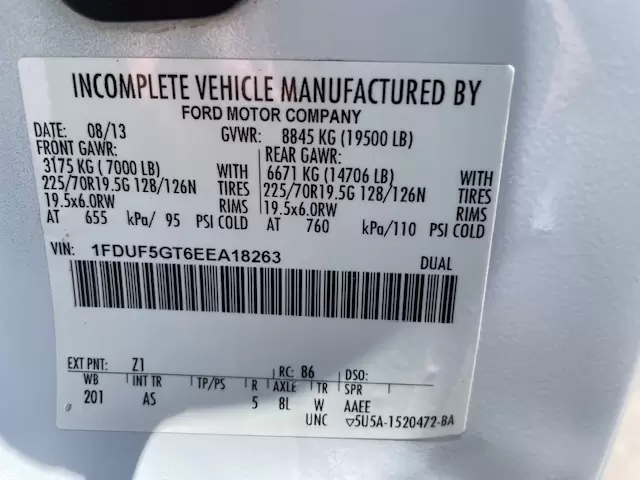 INCOMPLETE VEHICLE MANUFACTURED BY
FORD MOTOR COMPANY
DATE: 08/13 GVWR: 8845 KG (19500 LB)
FRONT GAWR: REAR GAWR:
3175 KG ( 7000 LB) WITH 6671 KG (14706 LB) WITH
225/70R19.5G 128/126N TIRES 225/70R19.5G 128/126N TIRES
19.5x6.0RW RIMS 19.5x6.0RW RIMS
AT 655 kPa/ 95 PSI COLD AT 760 kPa/110 PSI COLD
VIN: 1FDUF5GT6EEA18263 DUAL
EXT PNT: Z1 RC: 86 DSO:
WB INT TR TP/PS R AXLE TR SPR
201 AS 5 8L W AAEE
UNC ▽5U5A-1520472-BA